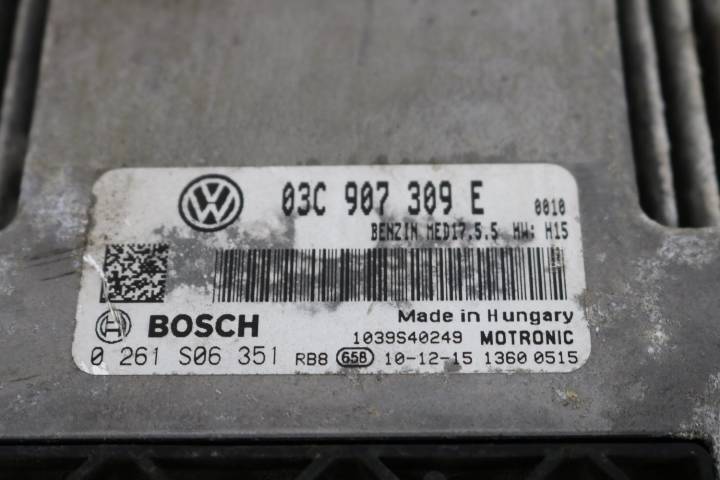 03C 907 309 E 0010
BENZIN MED17.5.5 HW: H15
BOSCH
Made in Hungary
1039S40249 MOTRONIC
0 261 S06 351 RB8 658 10-12-15 1360 0515